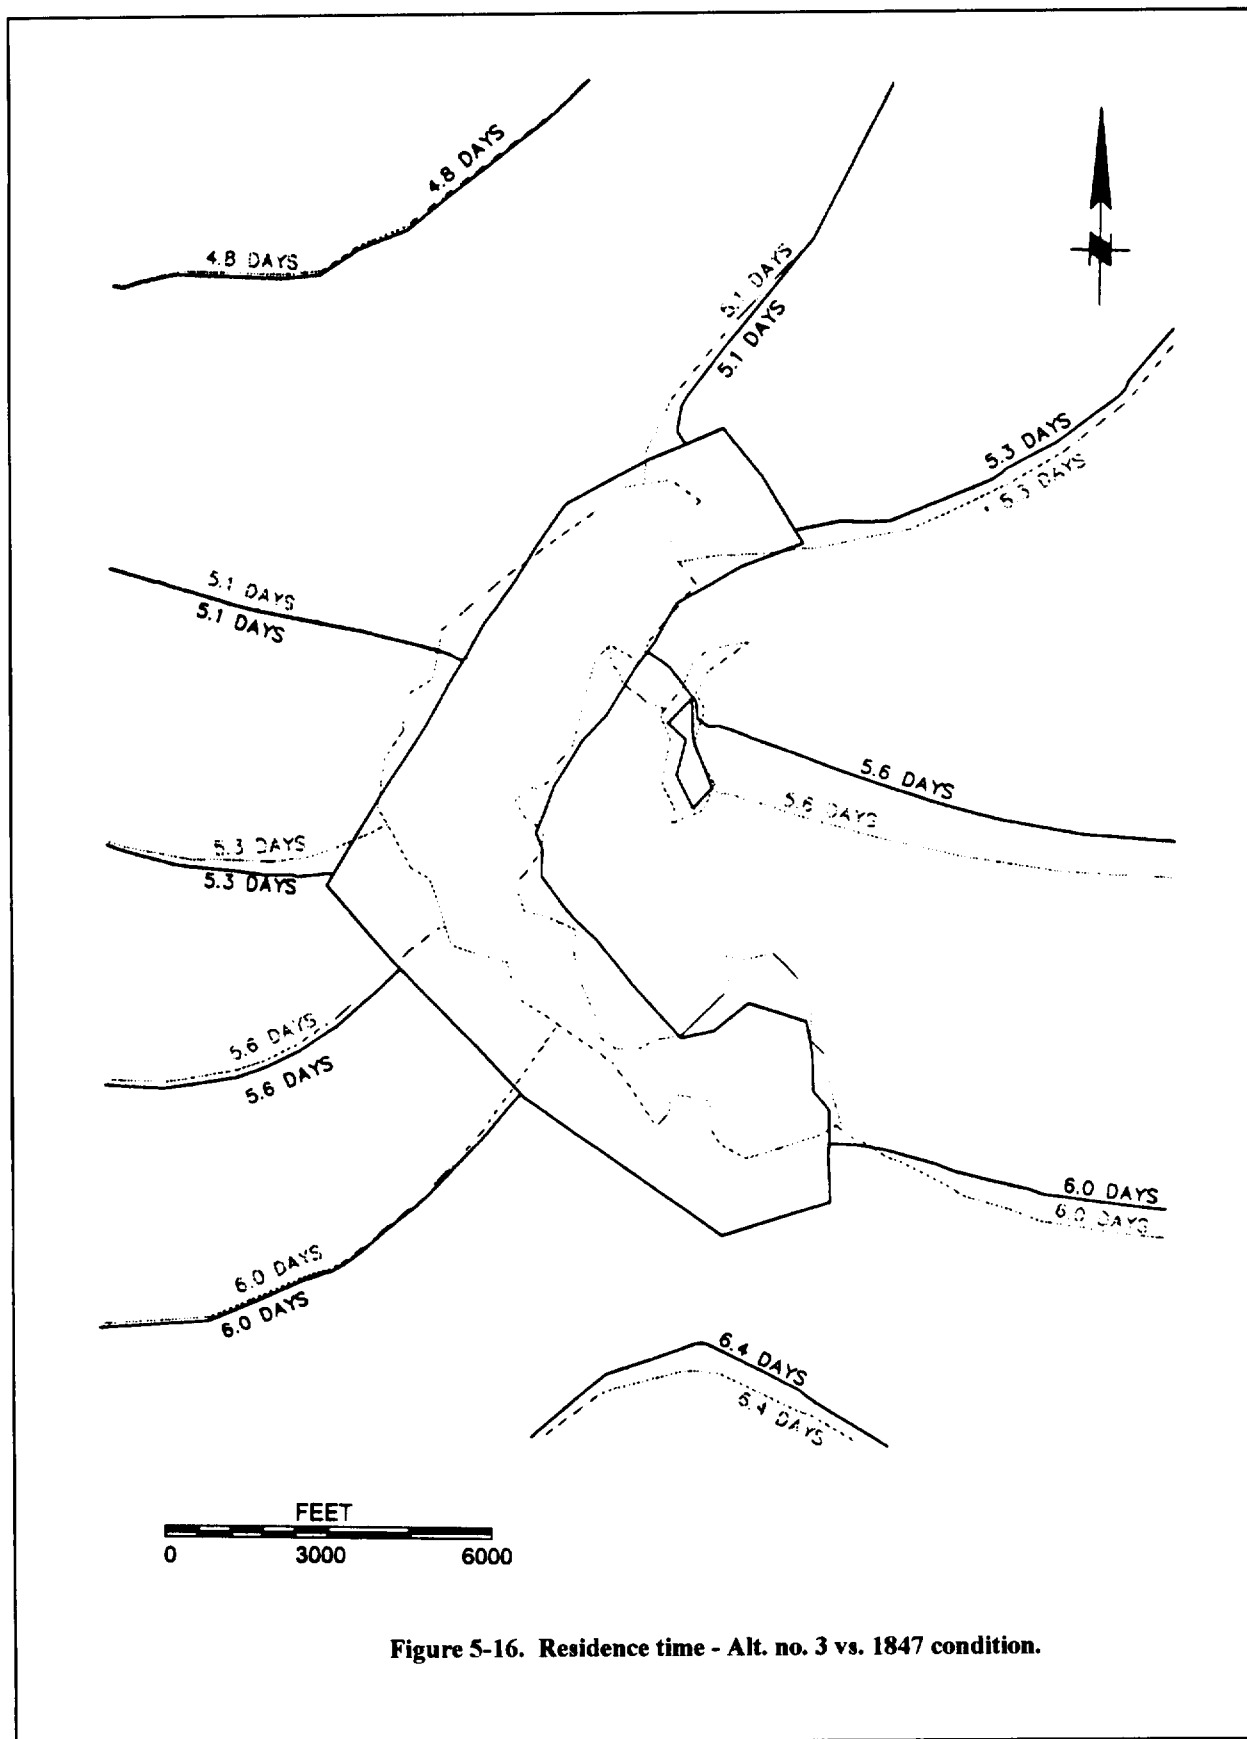 4.8 DAYS
4.8 DAYS
5.1 DAYS
5.1 DAYS
5.3 DAYS
5.3 DAYS
5.1 DAYS
5.1 DAYS
5.6 DAYS
5.6 DAYS
5.3 DAYS
5.3 DAYS
5.6 DAYS
5.6 DAYS
6.0 DAYS
6.0 DAYS
6.0 DAYS
6.0 DAYS
6.4 DAYS
6.4 DAYS
FEET
0 3000 6000
Figure 5-16. Residence time - Alt. no. 3 vs. 1847 condition.